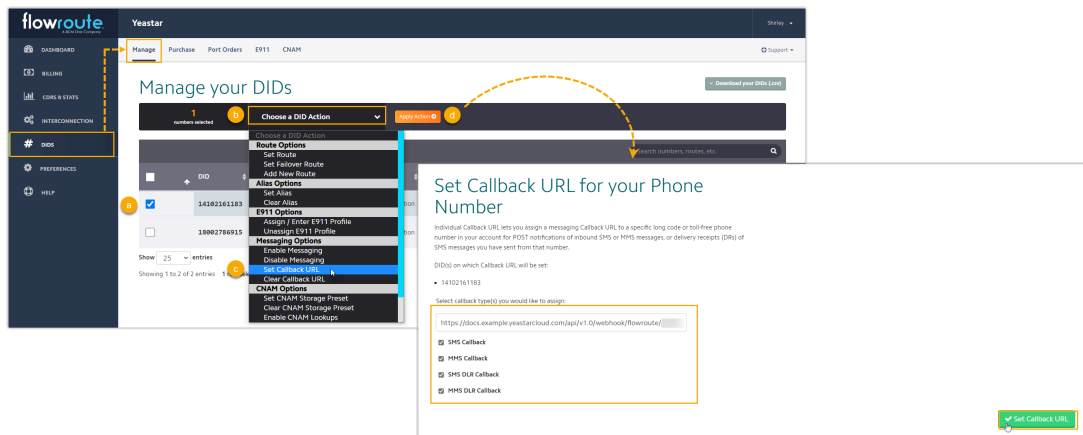 flowroute
A BCM One Company
Yeastar
Shirley .
DASHBOARD
BILLING
CDRS & STATS
INTERCONNECTION
DIDS
PREFERENCES
HELP
Manage Purchase Port Orders E911 CNAM Support
Manage your DIDs
Download your DIDs (.csv)
1
numbers selected
b
Choose a DID Action
Apply Action
d
Choose a DID Action
Route Options
Set Route
Set Failover Route
Add New Route
Alias Options
Set Alias
Clear Alias
E911 Options
Assign / Enter E911 Profile
Unassign E911 Profile
Messaging Options
Enable Messaging
Disable Messaging
c
Set Callback URL
Clear Callback URL
CNAM Options
Set CNAM Storage Preset
Clear CNAM Storage Preset
Enable CNAM Lookups
search numbers, routes, etc.
DID
a
14102161183
18002786915
Show 25 entries
Showing 1 to 2 of 2 entries
Set Callback URL for your Phone
Number
Individual Callback URL lets you assign a messaging Callback URL to a specific long code or toll-free phone
number in your account for POST notifications of inbound SMS or MMS messages, or delivery receipts (DRs) of
SMS messages you have sent from that number.
DID(s) on which Callback URL will be set:
• 14102161183
Select callback type(s) you would like to assign:
https://docs.example.yeastarcloud.com/api/v1.0/webhook/flowroute/
SMS Callback
MMS Callback
SMS DLR Callback
MMS DLR Callback
Set Callback URL